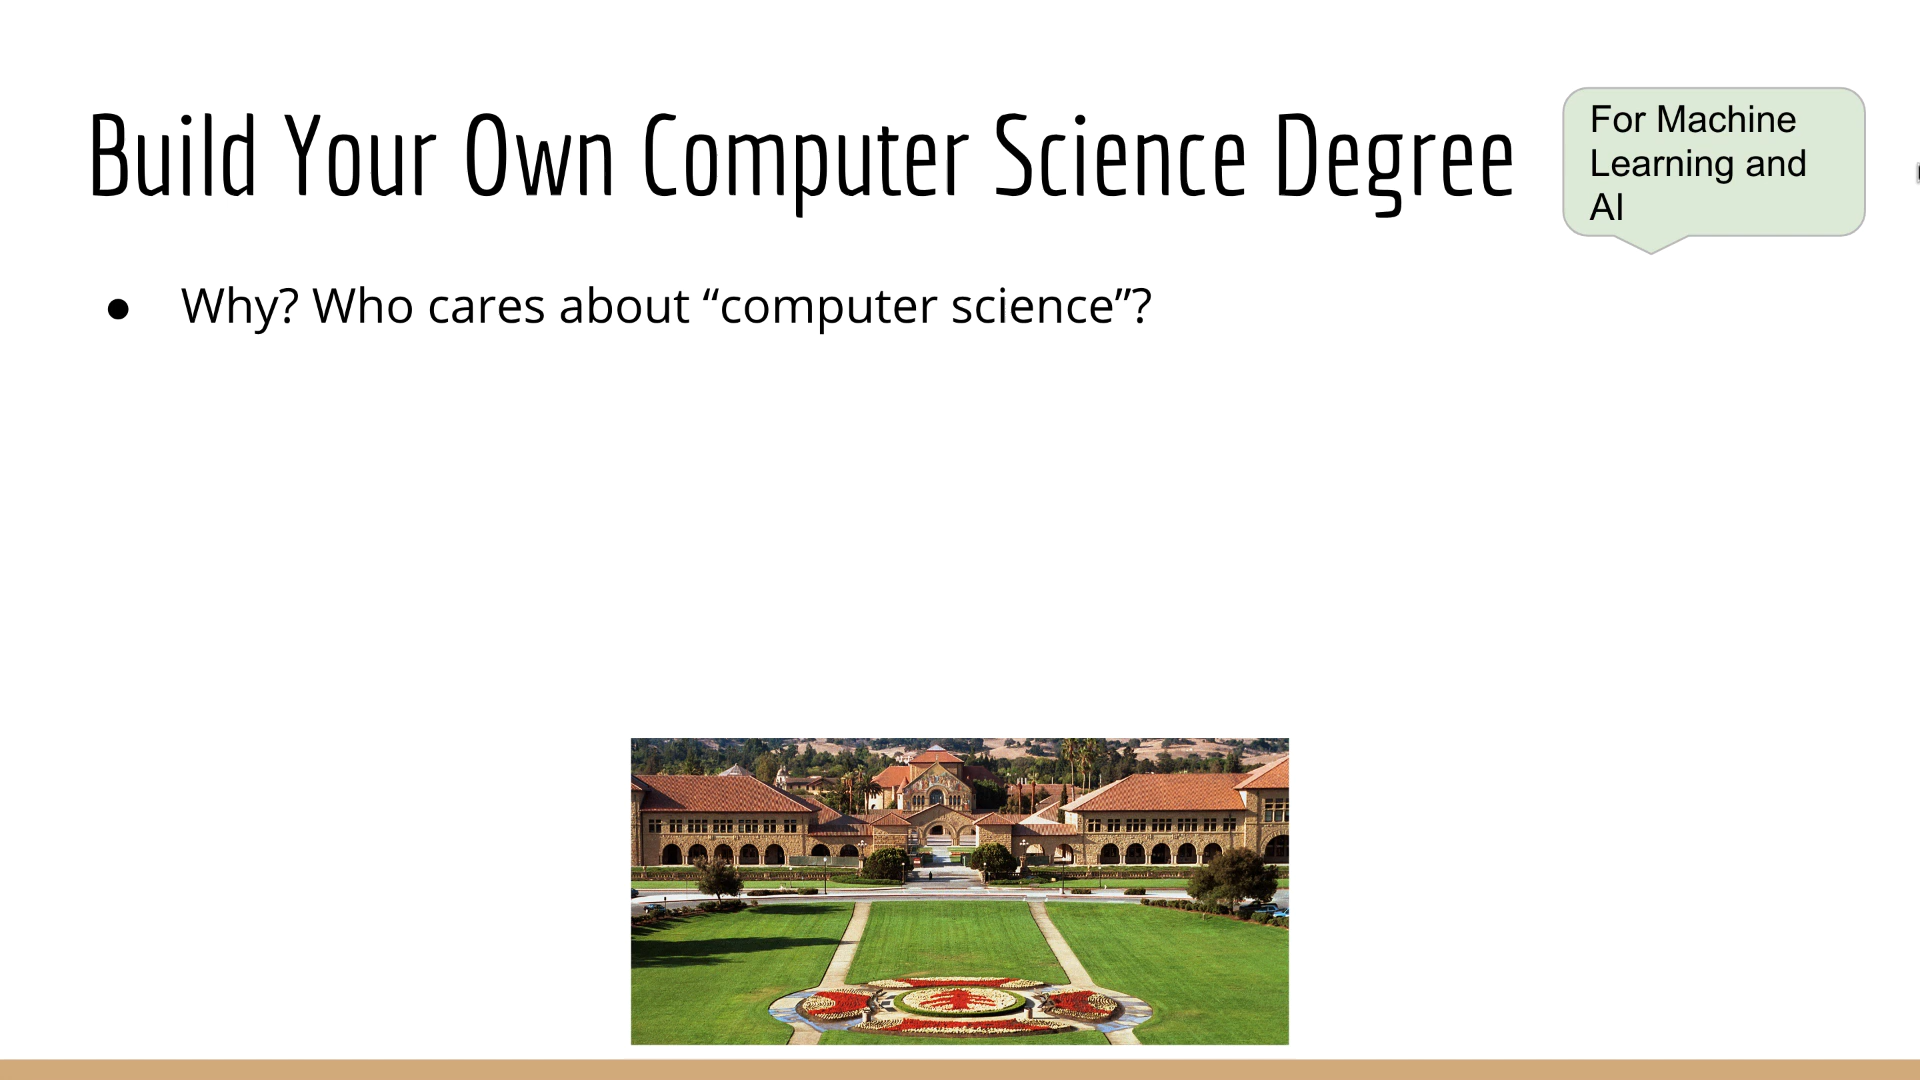 Build Your Own Computer Science Degree
For Machine
Learning and
AI
● Why? Who cares about “computer science”?